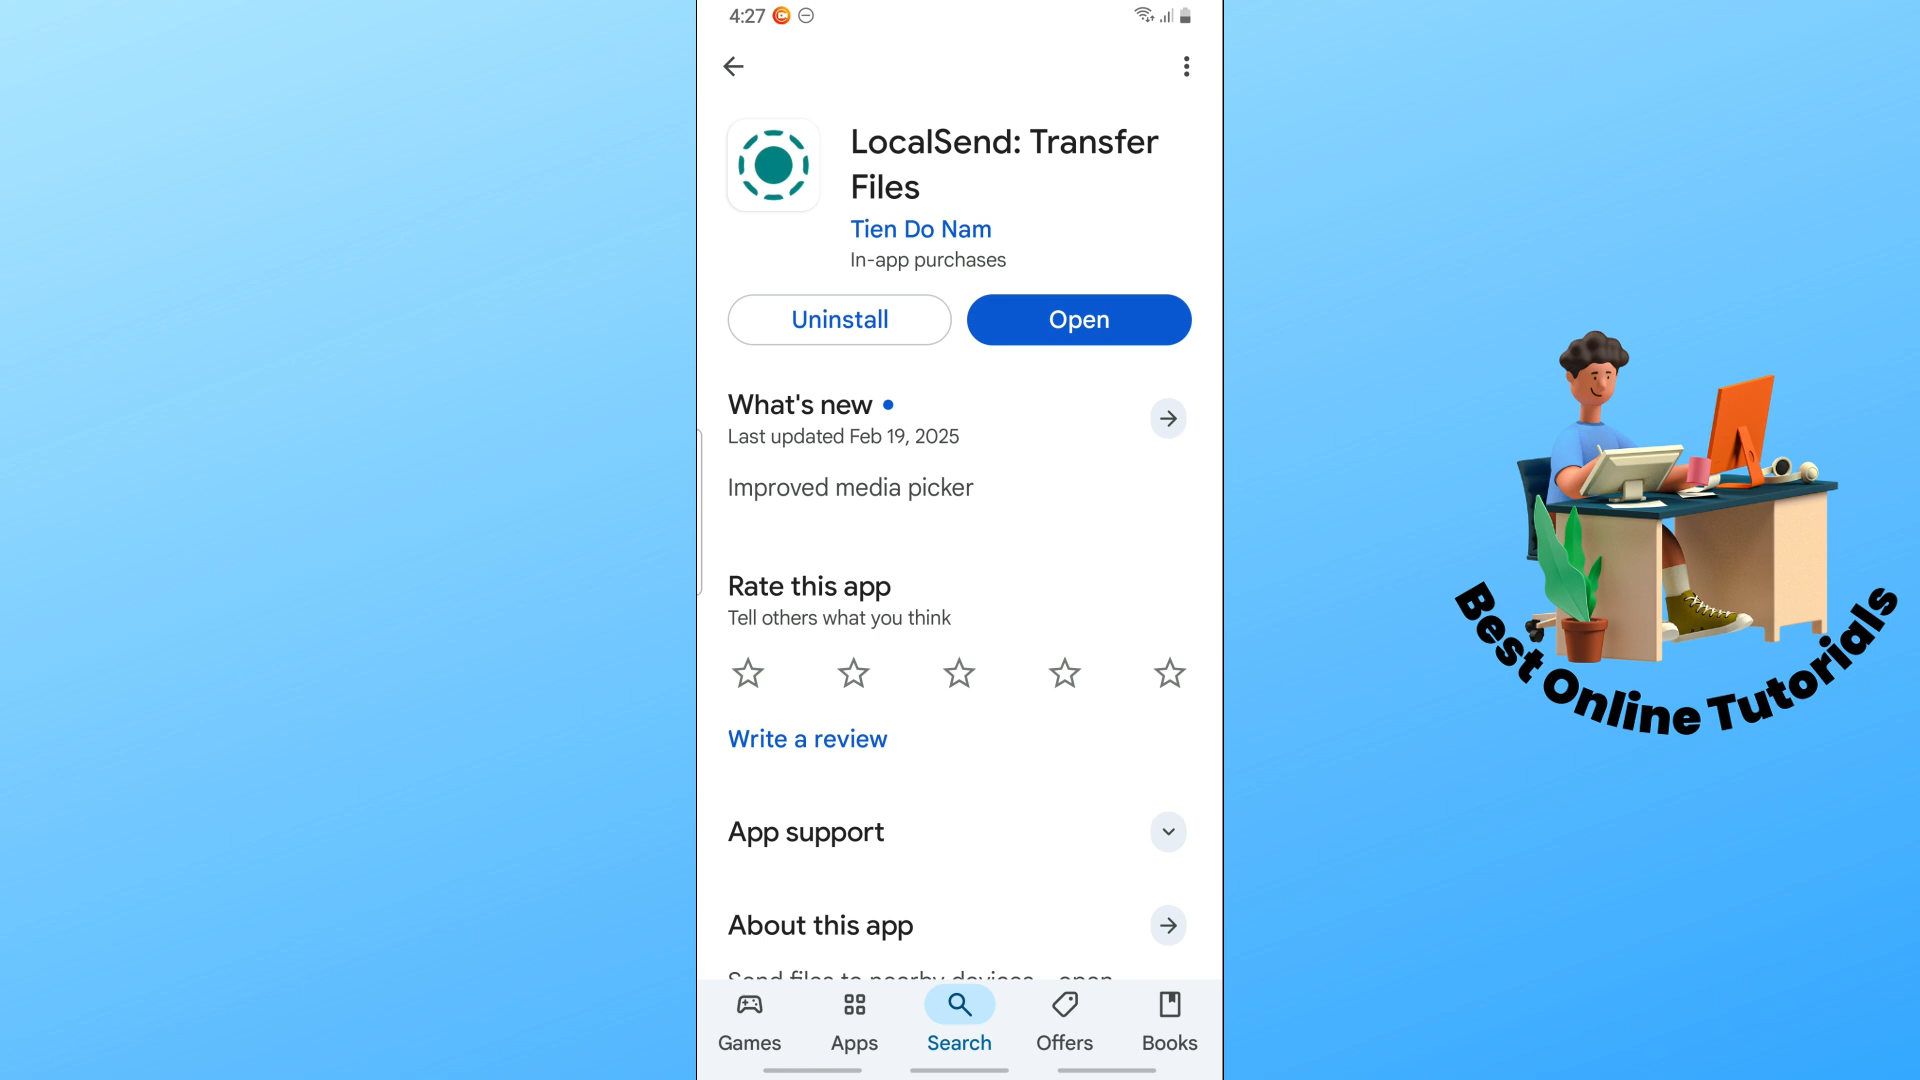 4:27
LocalSend: Transfer
Files
Tien Do Nam
In-app purchases
Uninstall
Open
What's new
Last updated Feb 19, 2025
Improved media picker
Rate this app
Tell others what you think
Write a review
App support
About this app
Send files to nearby devices - open
Games
Apps
Search
Offers
Books
Best Online Tutorials